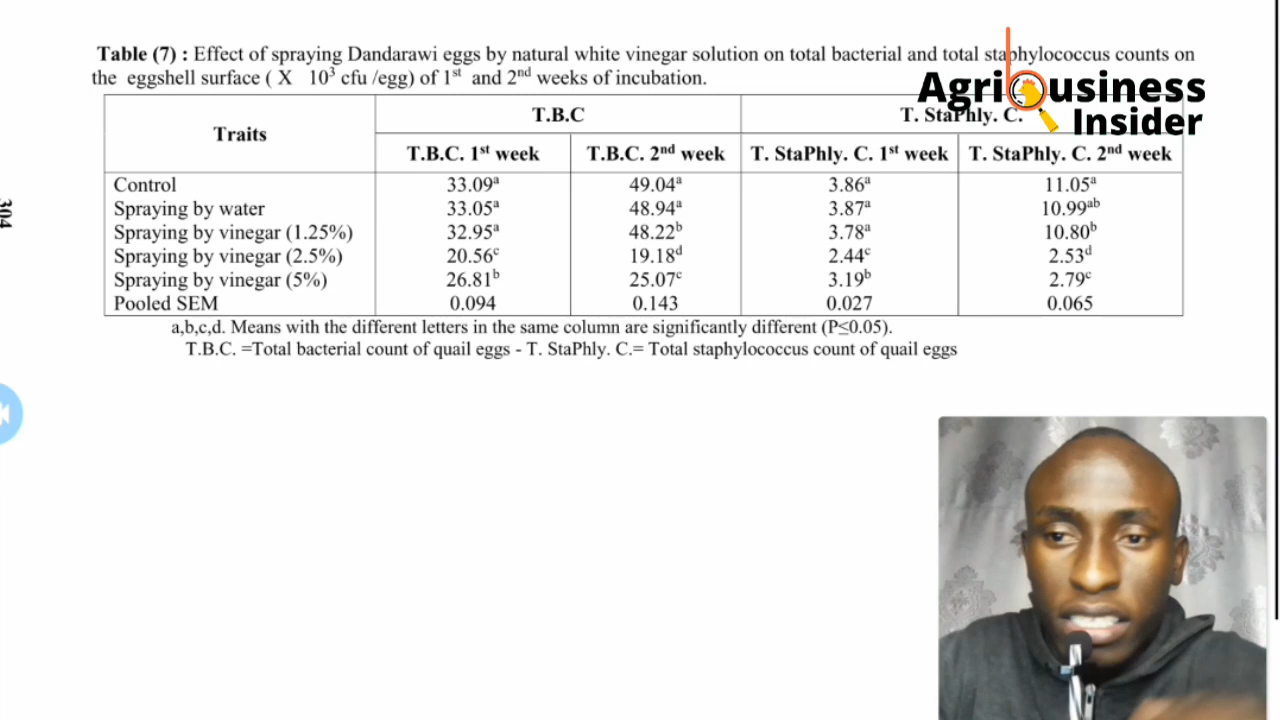 Table (7) : Effect of spraying Dandarawi eggs by natural white vinegar solution on total bacterial and total staphylococcus counts on
the eggshell surface ( X 10³ cfu /egg) of 1ˢᵗ and 2ⁿᵈ weeks of incubation.
Agribusiness
Insider
Traits T.B.C T. StaPhly. C.
T.B.C. 1ˢᵗ week T.B.C. 2ⁿᵈ week T. StaPhly. C. 1ˢᵗ week T. StaPhly. C. 2ⁿᵈ week
Control 33.09ᵃ 49.04ᵃ 3.86ᵃ 11.05ᵃ
Spraying by water 33.05ᵃ 48.94ᵃ 3.87ᵃ 10.99ᵃᵇ
Spraying by vinegar (1.25%) 32.95ᵃ 48.22ᵇ 3.78ᵃ 10.80ᵇ
Spraying by vinegar (2.5%) 20.56ᶜ 19.18ᵈ 2.44ᶜ 2.53ᵈ
Spraying by vinegar (5%) 26.81ᵇ 25.07ᶜ 3.19ᵇ 2.79ᶜ
Pooled SEM 0.094 0.143 0.027 0.065
a,b,c,d. Means with the different letters in the same column are significantly different (P≤0.05).
T.B.C. =Total bacterial count of quail eggs - T. StaPhly. C.= Total staphylococcus count of quail eggs
304